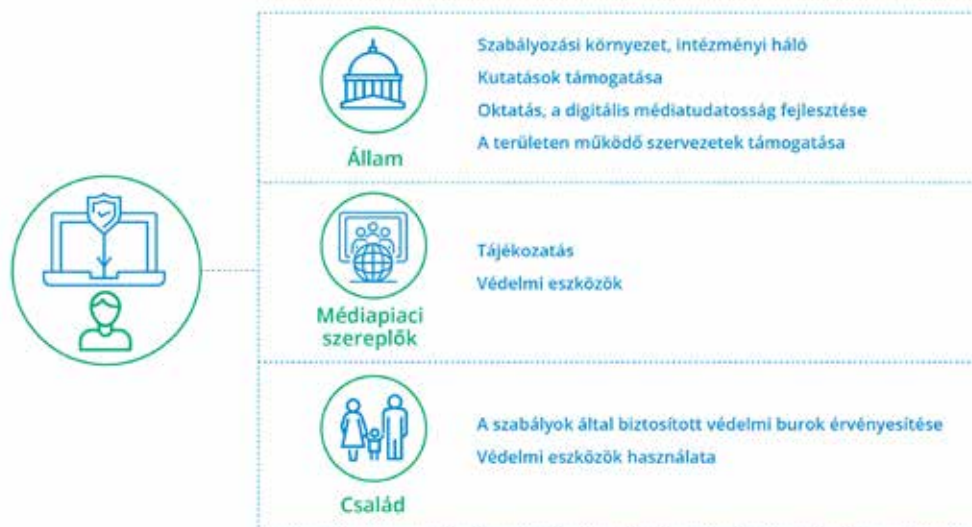 Szabályozási környezet, intézményi háló
Kutatások támogatása
Oktatás, a digitális médiatudatosság fejlesztése
A területen működő szervezetek támogatása
Állam
Tájékozatás
Védelmi eszközök
Médiapiaci
szereplők
A szabályok által biztosított védelmi burok érvényesítése
Védelmi eszközök használata
Család